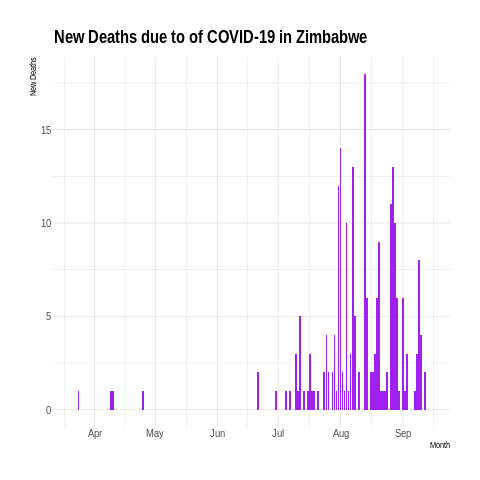 New Deaths due to of COVID-19 in Zimbabwe
New Deaths
15
10
5
0
Apr May Jun Jul Aug Sep
Month